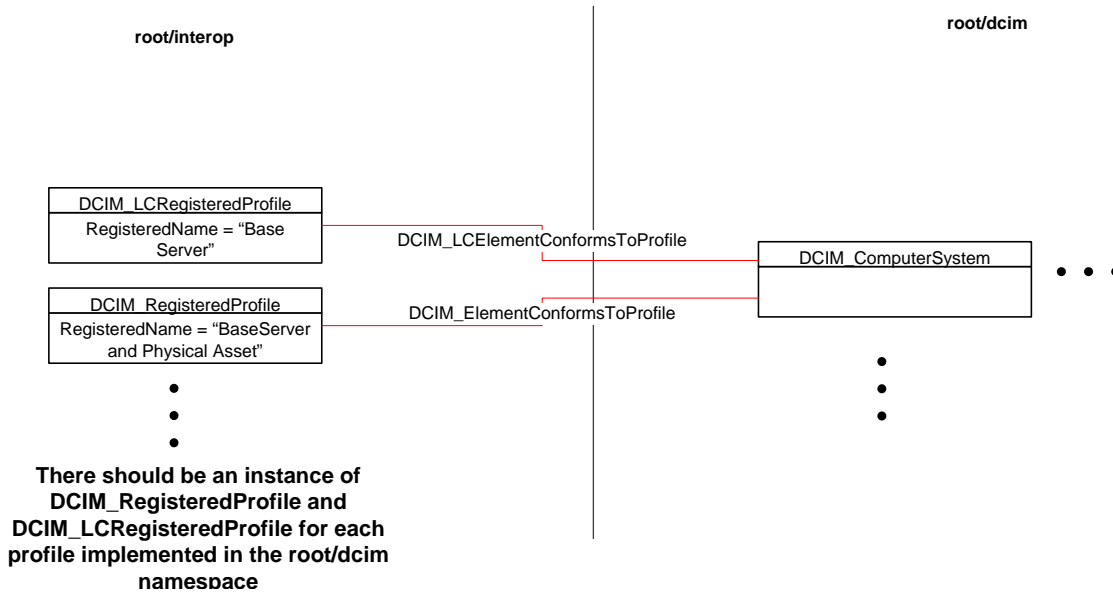 root/interop
root/dcim
DCIM_LCRegisteredProfile
RegisteredName = “Base
Server”
DCIM_LCElementConformsToProfile
DCIM_ComputerSystem
DCIM_RegisteredProfile
RegisteredName = “BaseServer
and Physical Asset”
DCIM_ElementConformsToProfile
There should be an instance of
DCIM_RegisteredProfile and
DCIM_LCRegisteredProfile for each
profile implemented in the root/dcim
namespace